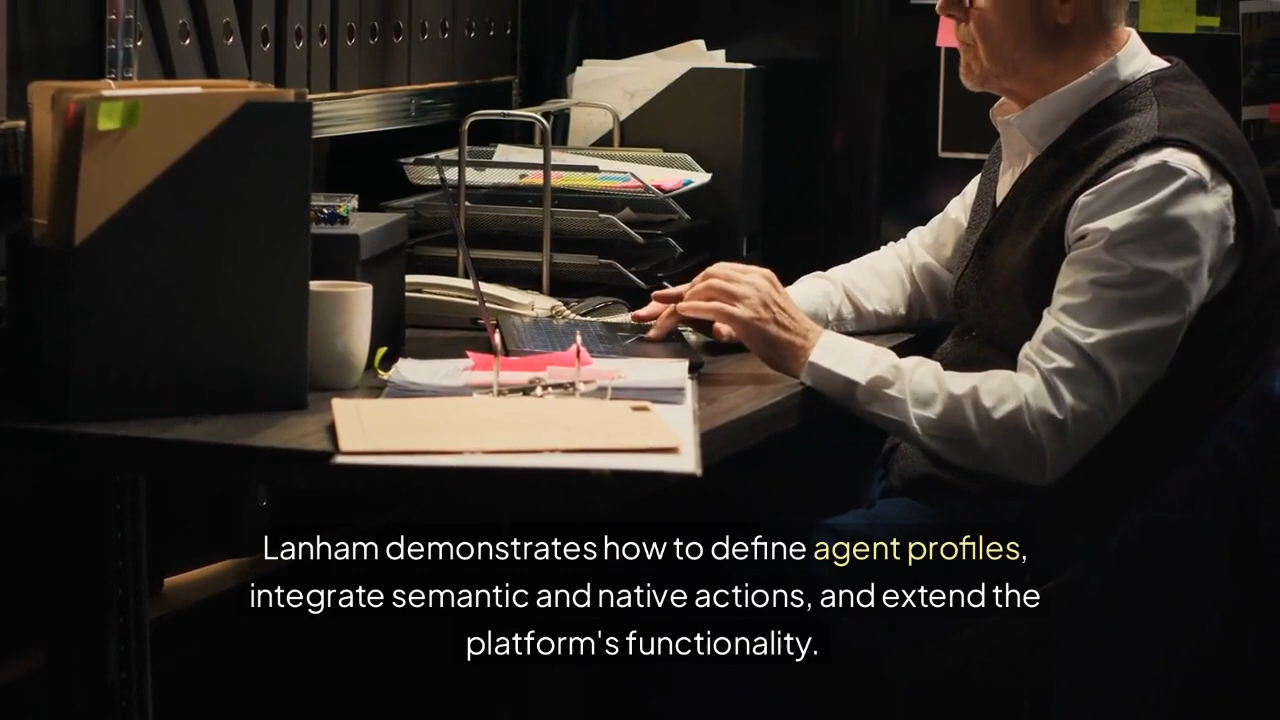 Lanham demonstrates how to define agent profiles,
integrate semantic and native actions, and extend the
platform's functionality.